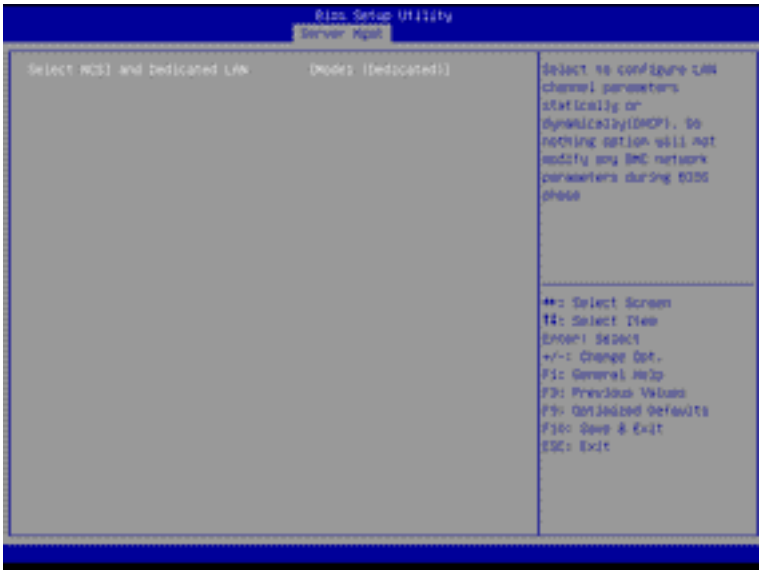 Bios Setup Utility
Server Mgmt
Select NCSI and Dedicated LAN [Mode1 (Dedicated)]
Select to configure LAN
channel parameters
statically or
dynamically(DHCP). Do
nothing option will not
modify any BMC network
parameters during BIOS
phase
: Select Screen
↑↓: Select Item
Enter: Select
+/-: Change Opt.
F1: General Help
F3: Previous Values
F9: Optimized Defaults
F10: Save & Exit
ESC: Exit